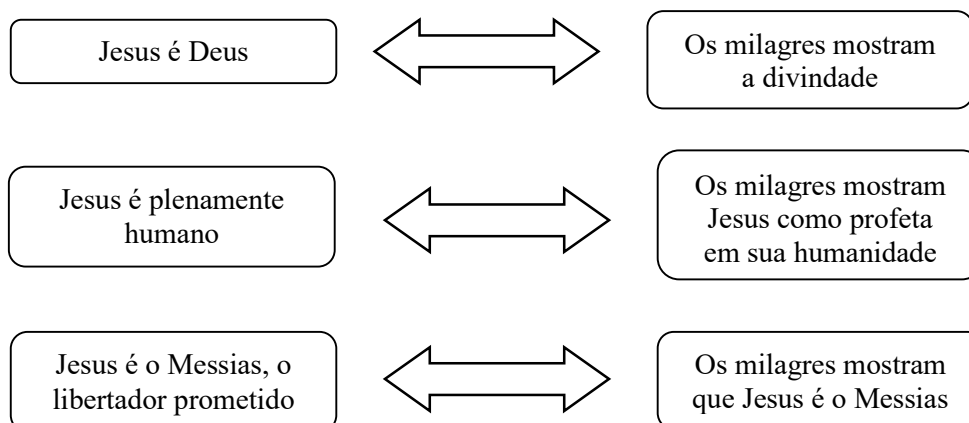 Jesus é Deus
Os milagres mostram
a divindade
Jesus é plenamente
humano
Os milagres mostram
Jesus como profeta
em sua humanidade
Jesus é o Messias, o
libertador prometido
Os milagres mostram
que Jesus é o Messias